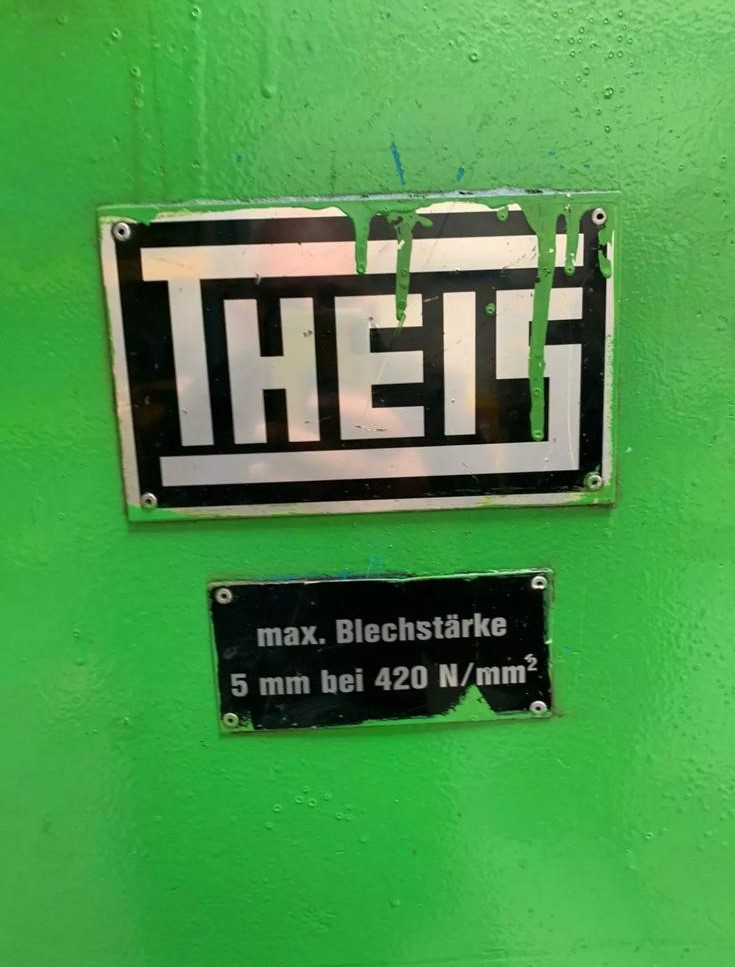 THEIS
max. Blechstärke
5 mm bei 420 N/mm²